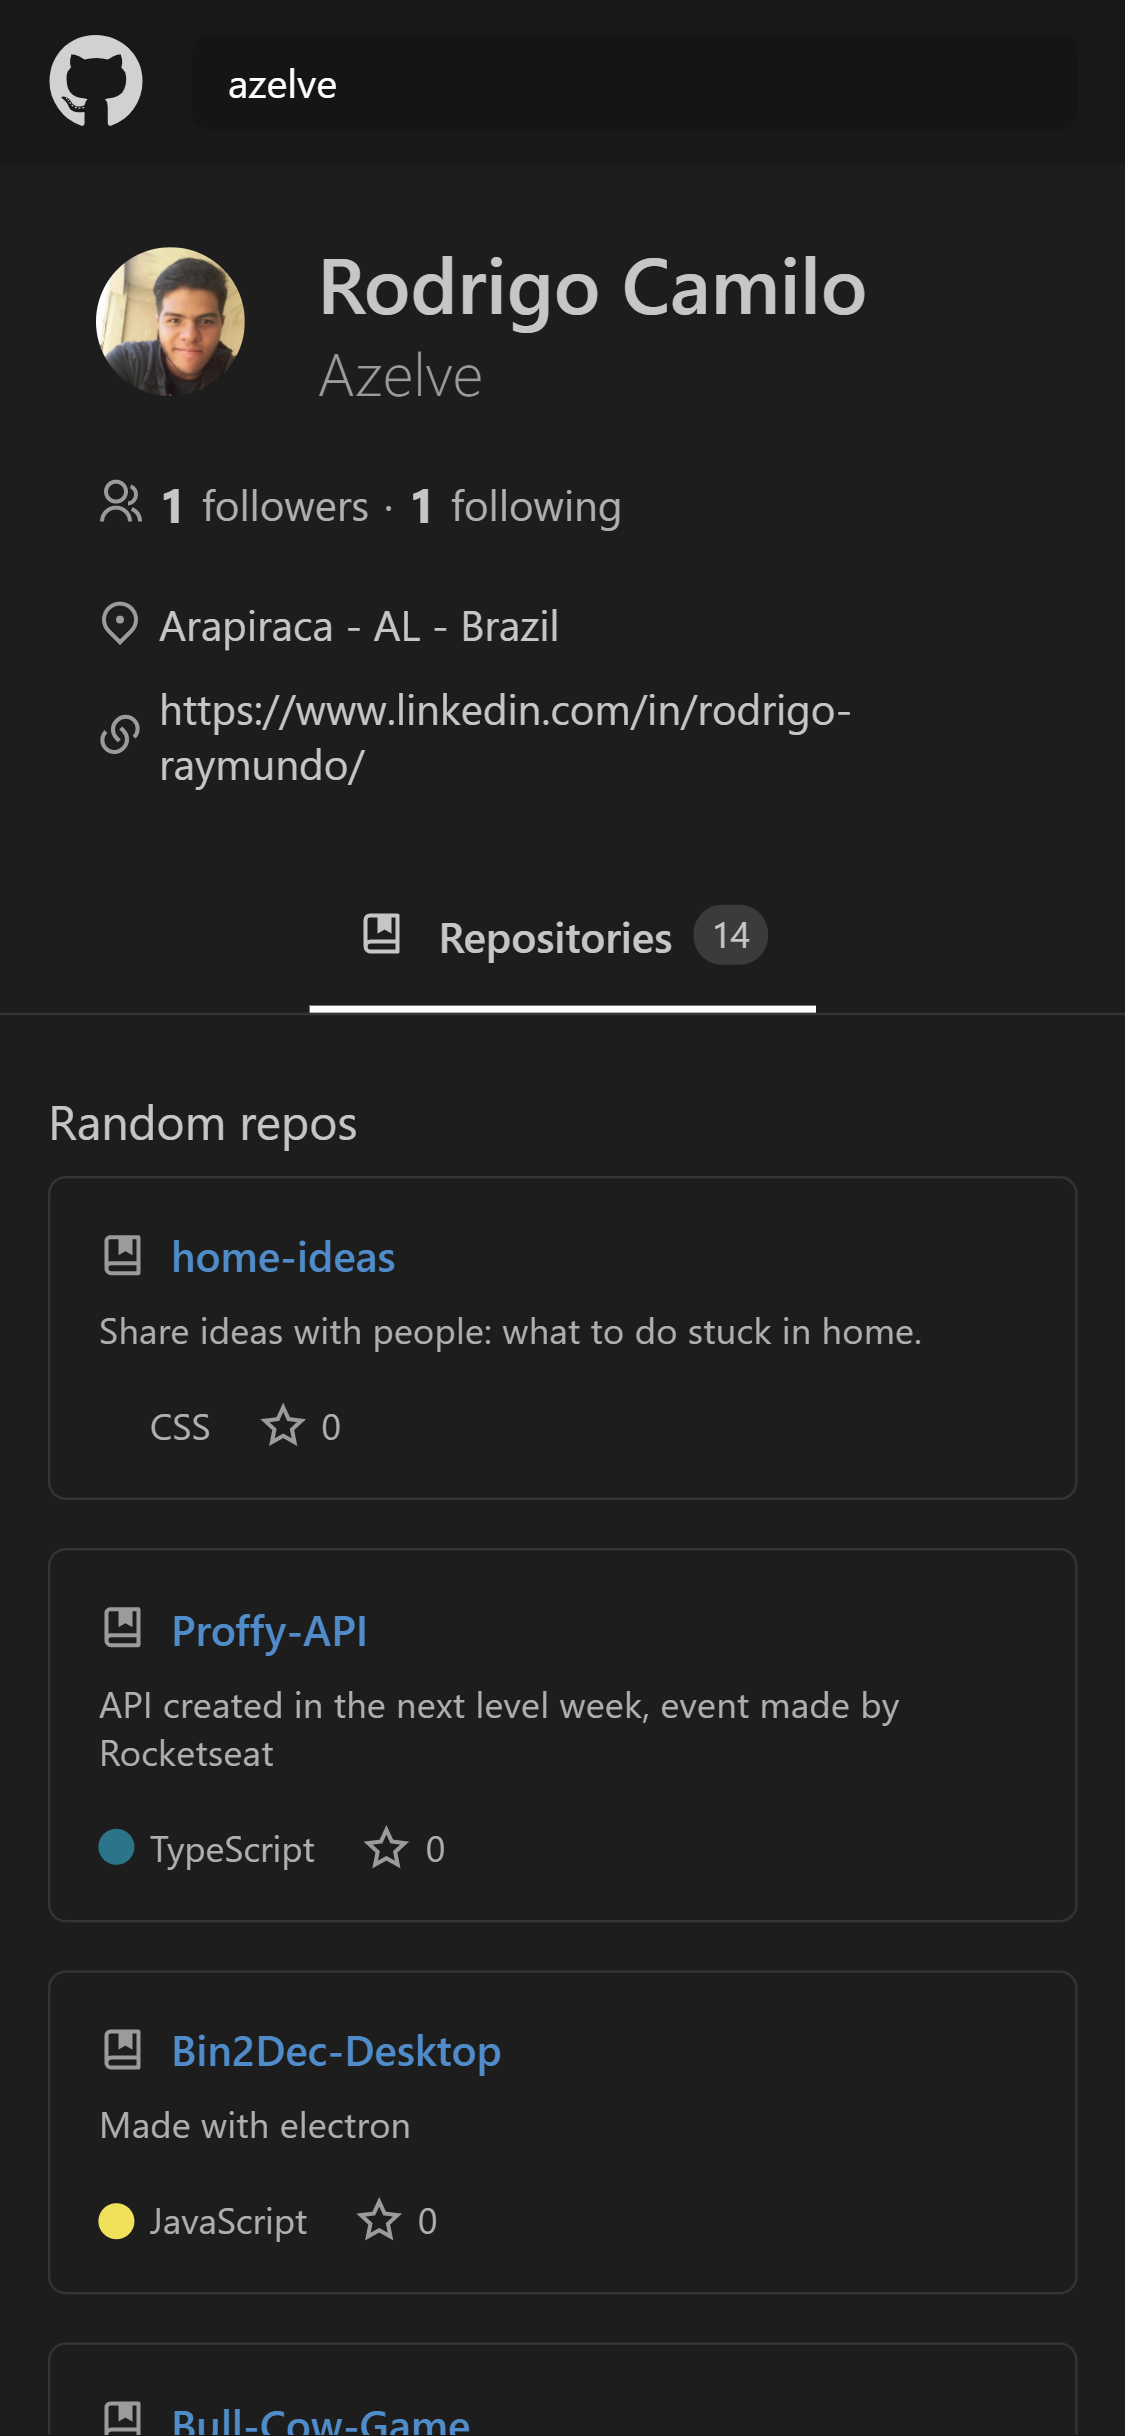 azelve
Rodrigo Camilo
Azelve
1 followers · 1 following
Arapiraca - AL - Brazil
https://www.linkedin.com/in/rodrigo-
raymundo/
Repositories 14
Random repos
home-ideas
Share ideas with people: what to do stuck in home.
CSS 0
Proffy-API
API created in the next level week, event made by
Rocketseat
TypeScript 0
Bin2Dec-Desktop
Made with electron
JavaScript 0
Bull-Cow-Game